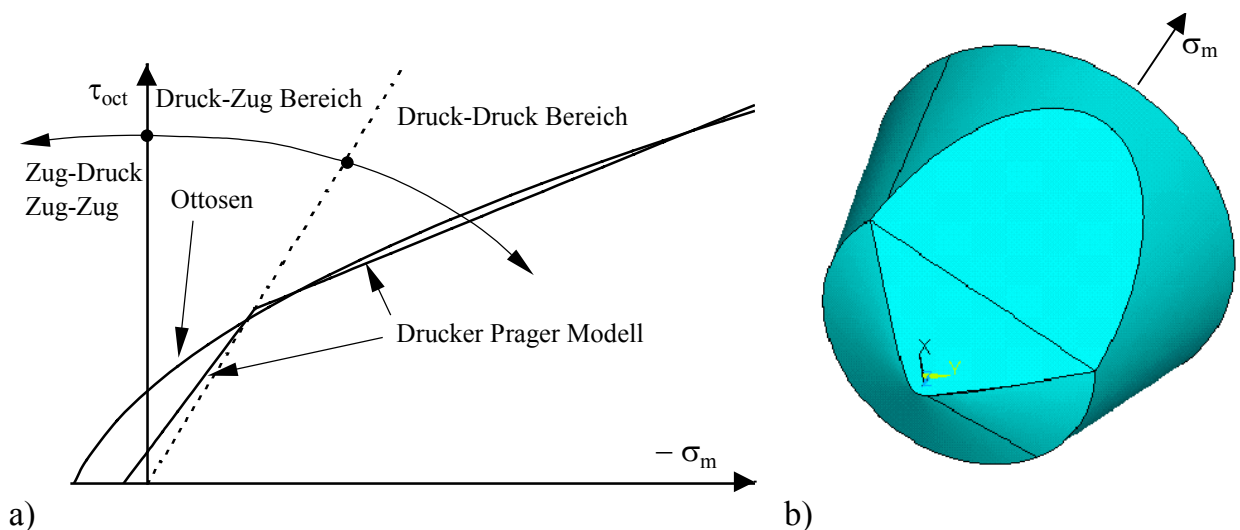 τoct
Druck-Zug Bereich
Druck-Druck Bereich
Zug-Druck
Zug-Zug
Ottosen
Drucker Prager Modell
− σm
a)
σm
X
Y
Z
b)